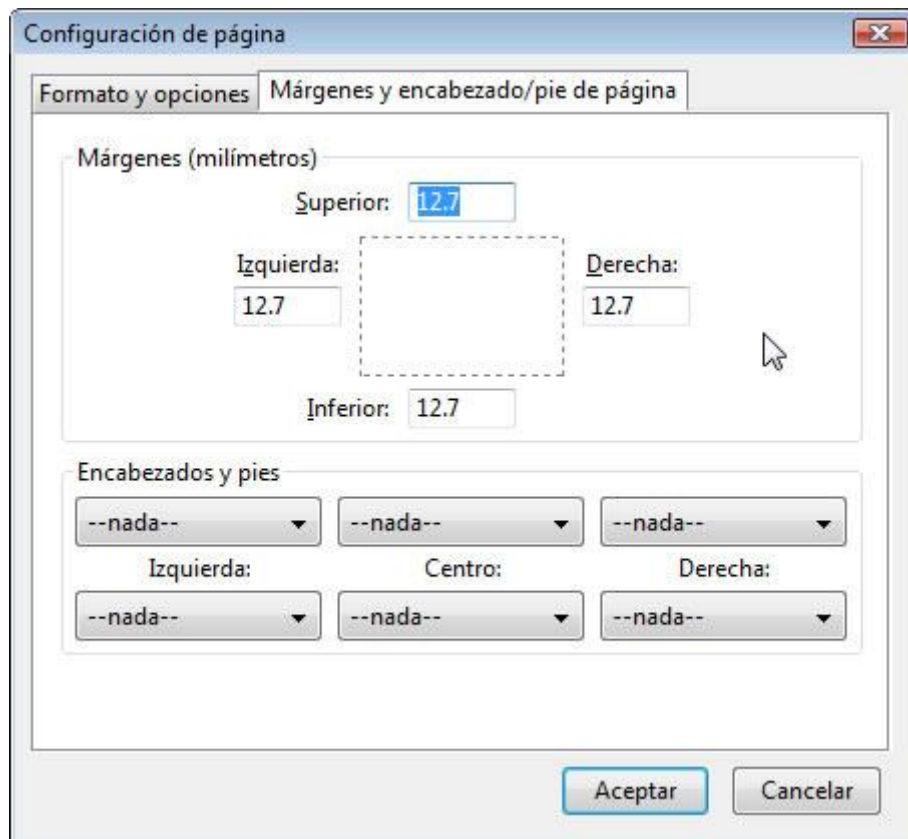 Configuración de página
Formato y opciones Márgenes y encabezado/pie de página
Márgenes (milímetros)
Superior: 12.7
Izquierda: Derecha:
12.7 12.7
Inferior: 12.7
Encabezados y pies
--nada-- --nada-- --nada--
Izquierda: Centro: Derecha:
--nada-- --nada-- --nada--
Aceptar Cancelar